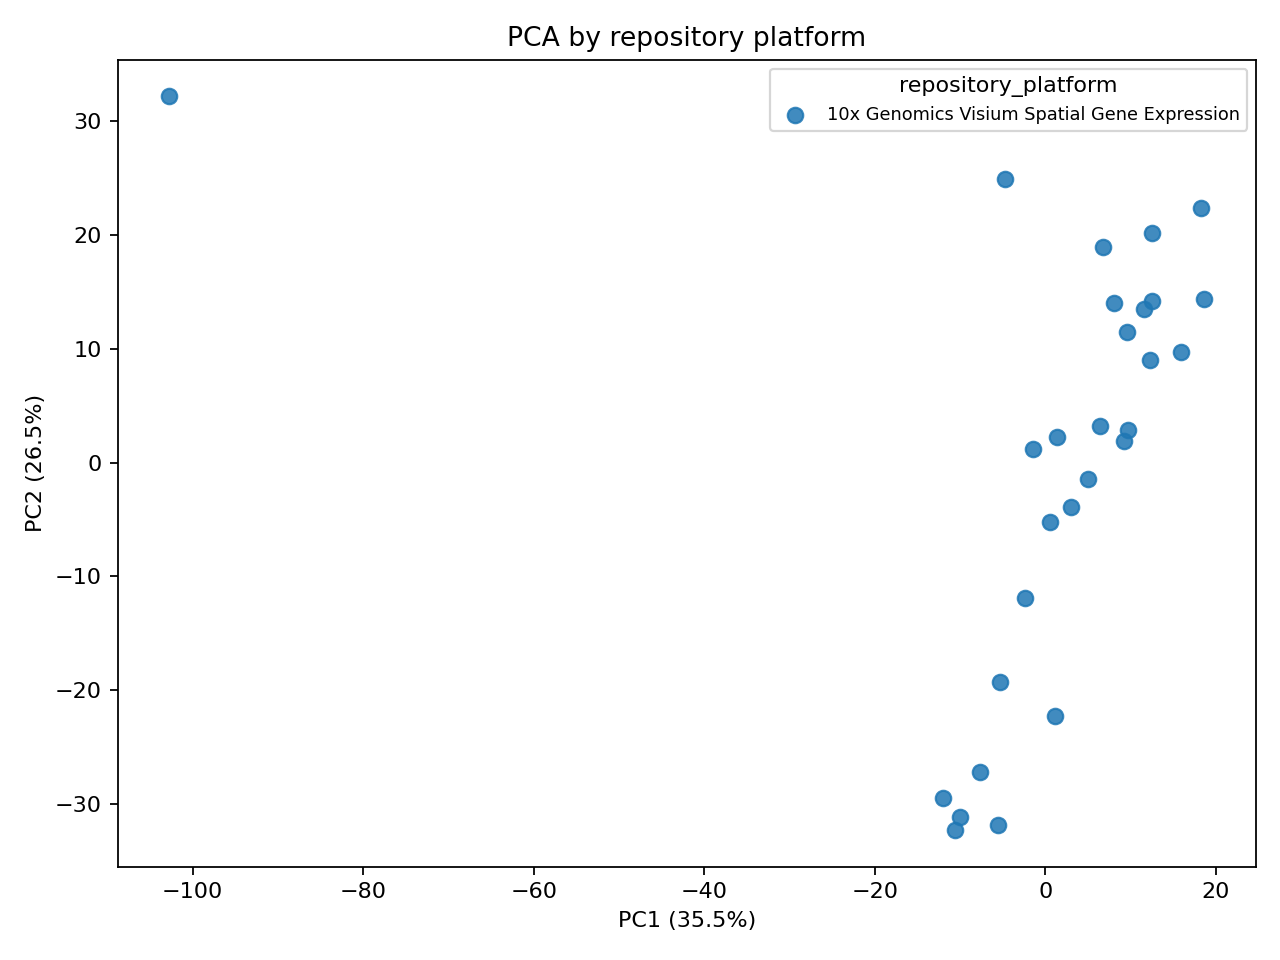 PCA by repository platform
repository_platform
10x Genomics Visium Spatial Gene Expression
PC2 (26.5%)
30
20
10
0
−10
−20
−30
−100
−80
−60
−40
−20
0
20
PC1 (35.5%)